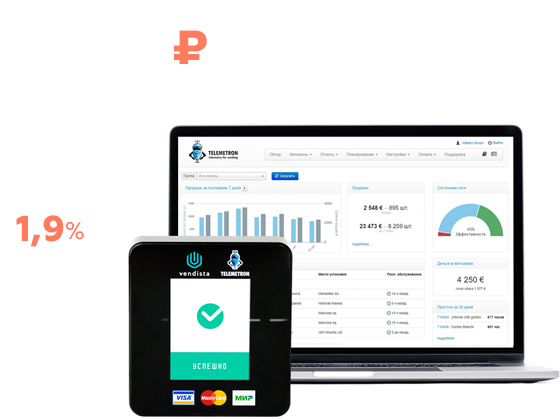 ₽
1,9%
TELEMETRON
telemetry for vending
Выйти
Обзор Автоматы Отчеты Планирование Настройки Оплата Поддержка
Группа Все группы Загрузить
Продажи за последние 7 дней
Продажи
2 548 € – 895 шт.
23 473 € – 8 259 шт.
подробнее
Состояние сети
40%
Эффективность
Деньги в автоматах
4 250 €
Место установки Посл. обслуживание
Простои за 30 дней
подробнее
vendista TELEMETRON
УСПЕШНО
VISA MasterCard МИР